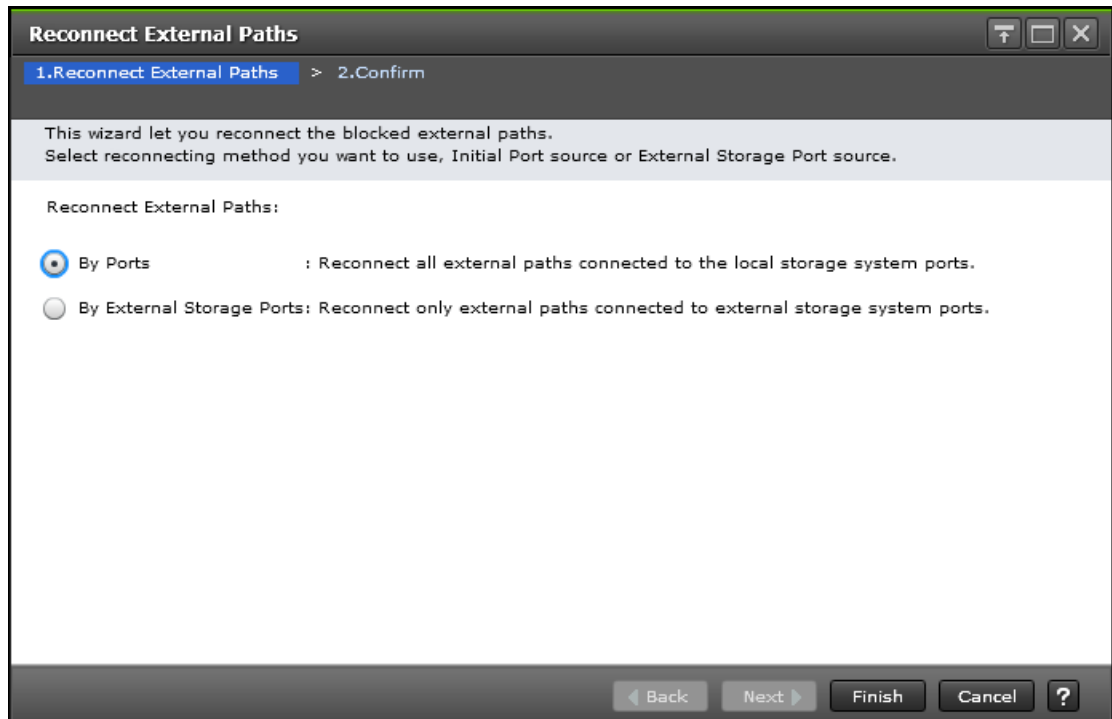 Reconnect External Paths
1.Reconnect External Paths > 2.Confirm
This wizard let you reconnect the blocked external paths.
Select reconnecting method you want to use, Initial Port source or External Storage Port source.
Reconnect External Paths:
By Ports : Reconnect all external paths connected to the local storage system ports.
By External Storage Ports: Reconnect only external paths connected to external storage system ports.
Back Next Finish Cancel ?